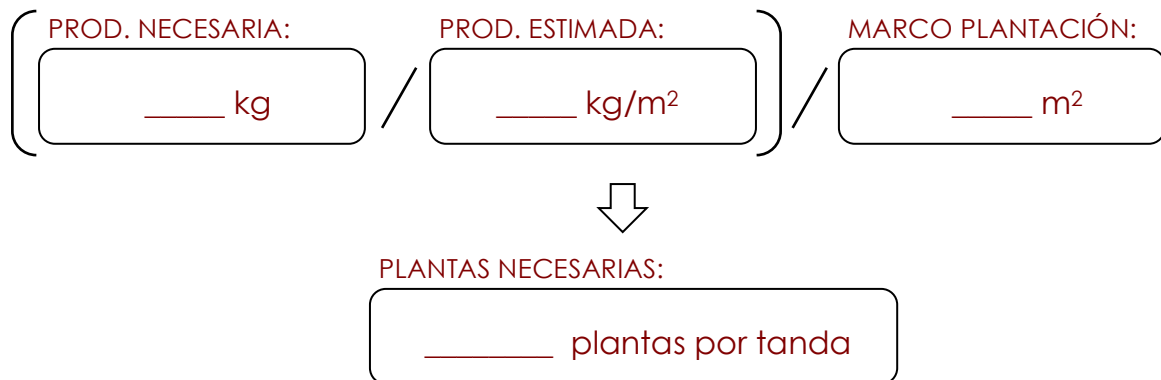 PROD. NECESARIA: PROD. ESTIMADA: MARCO PLANTACIÓN:
( _____ kg / _____ kg/m² ) / _____ m²
PLANTAS NECESARIAS:
________ plantas por tanda